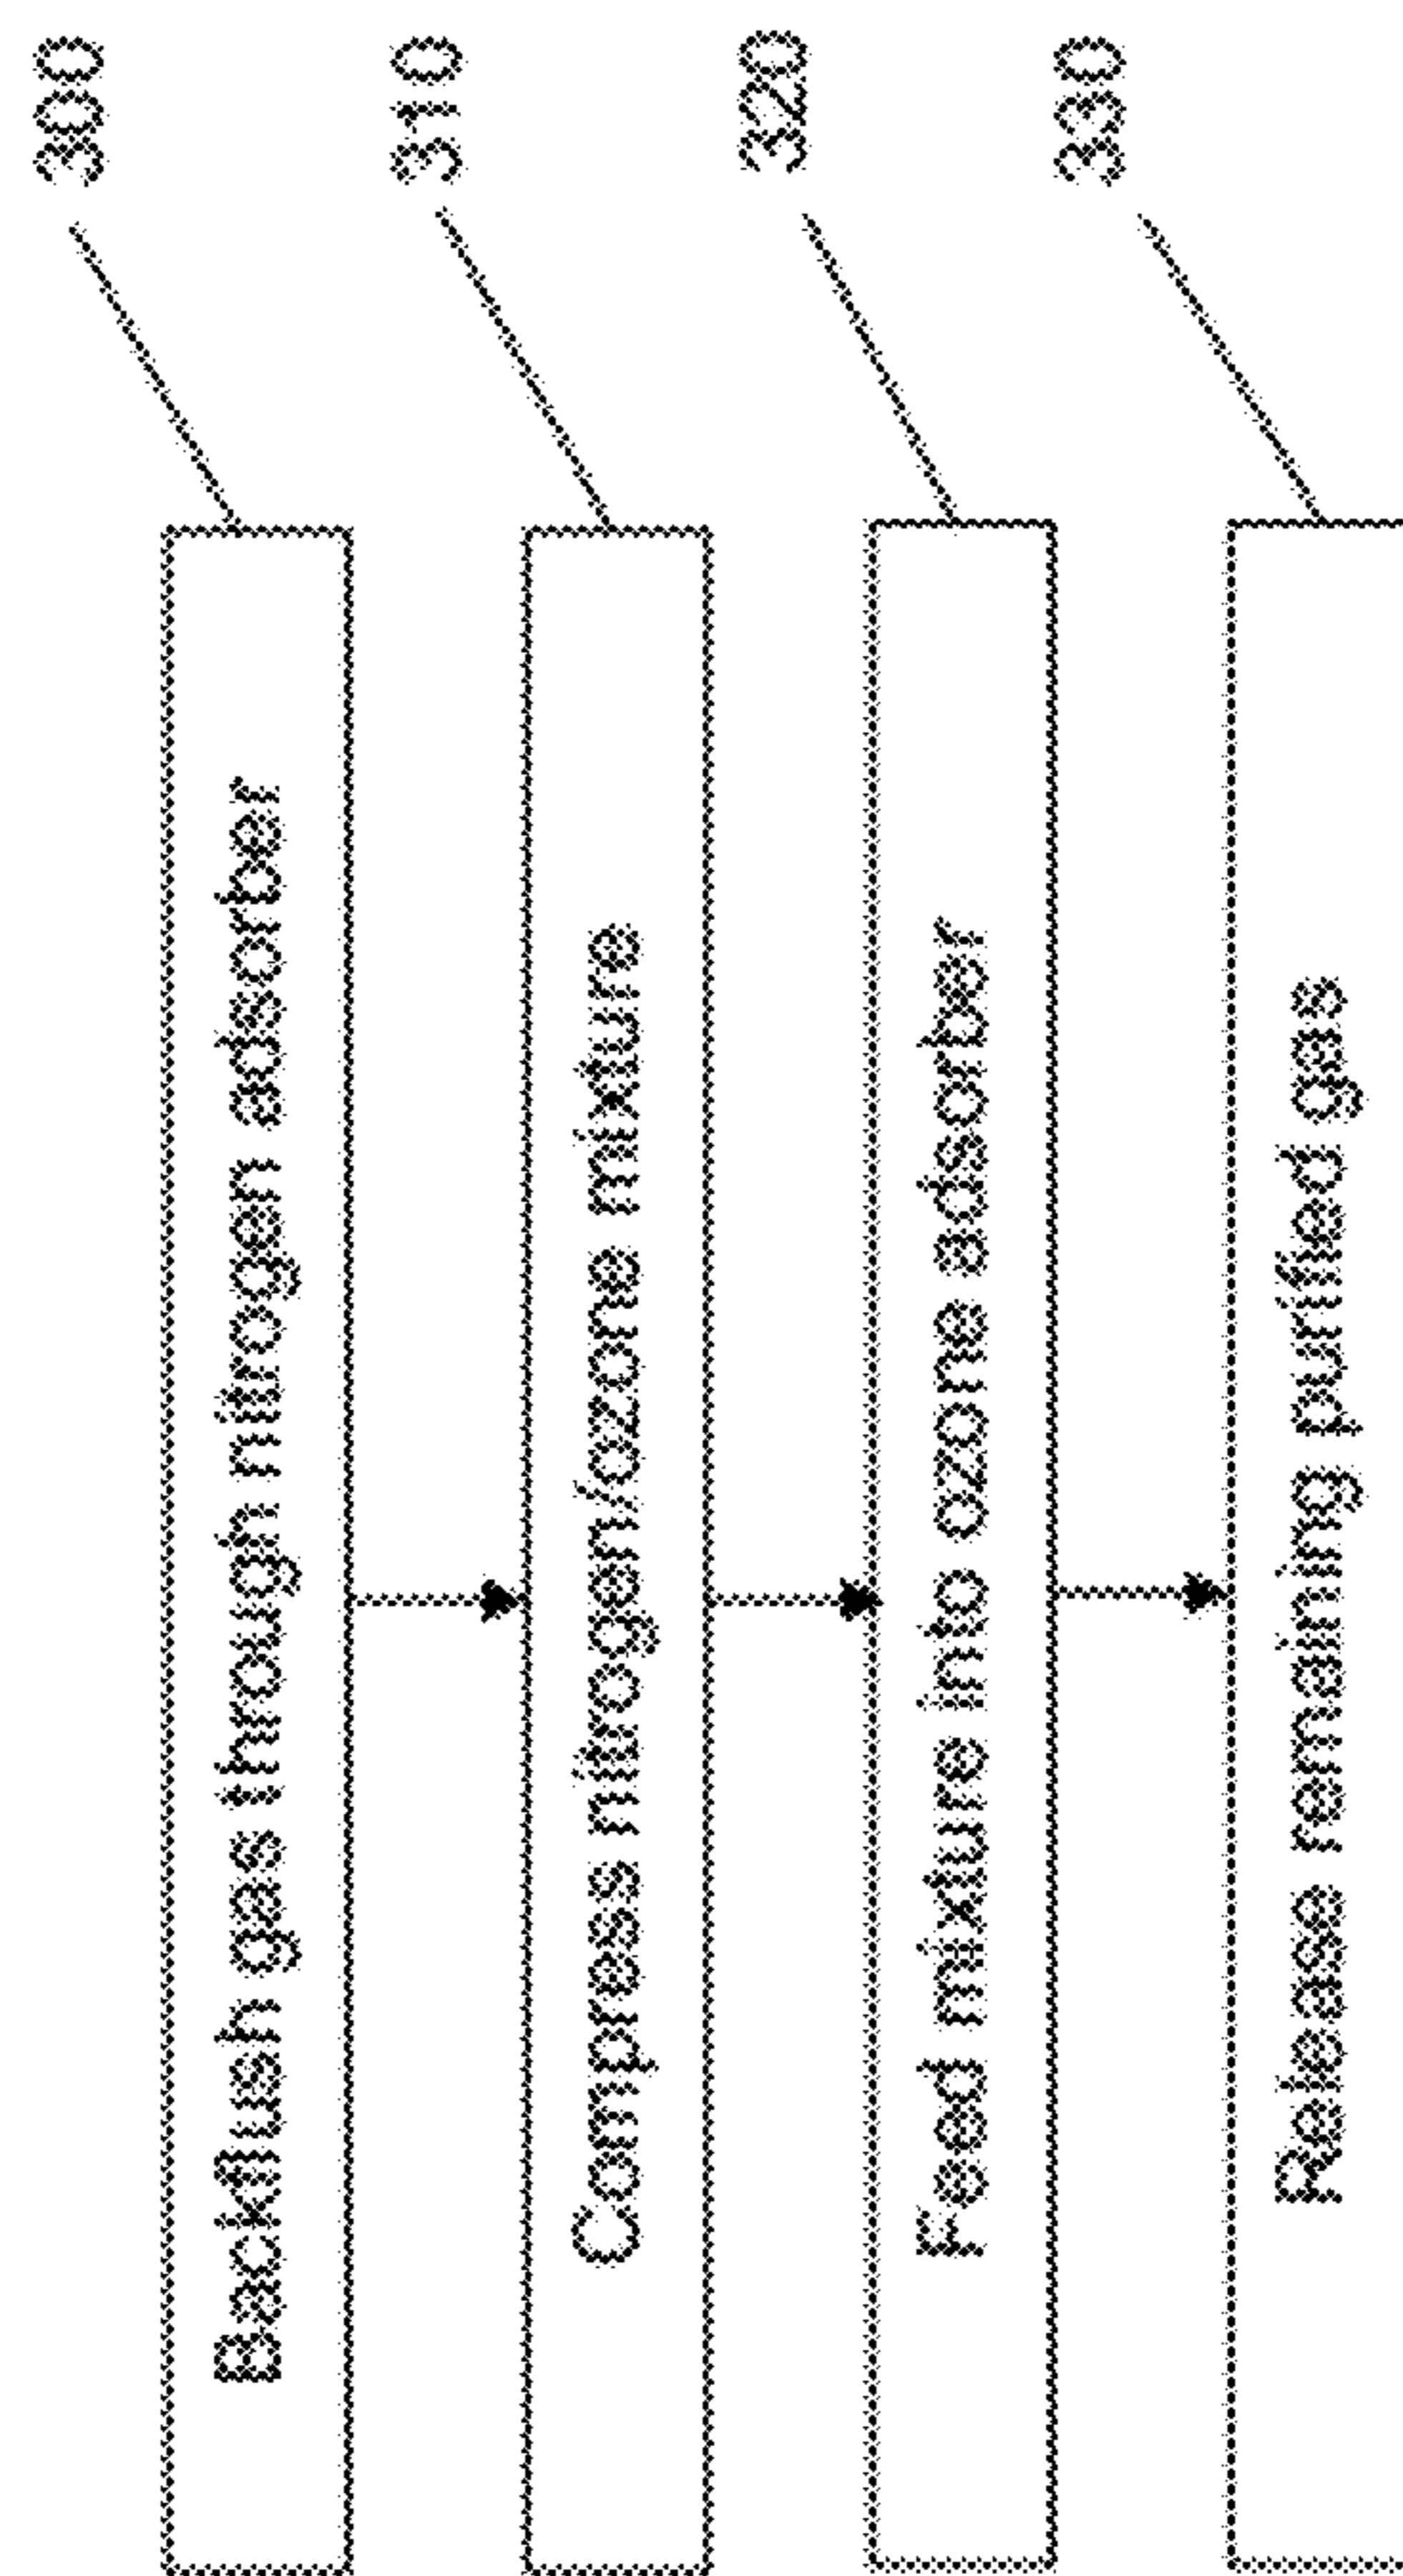 Backflush gas through nitrogen adsorber
300
Compress nitrogen/ozone mixture
310
Feed mixture into ozone adsorber
320
Release remaining purified gas
330